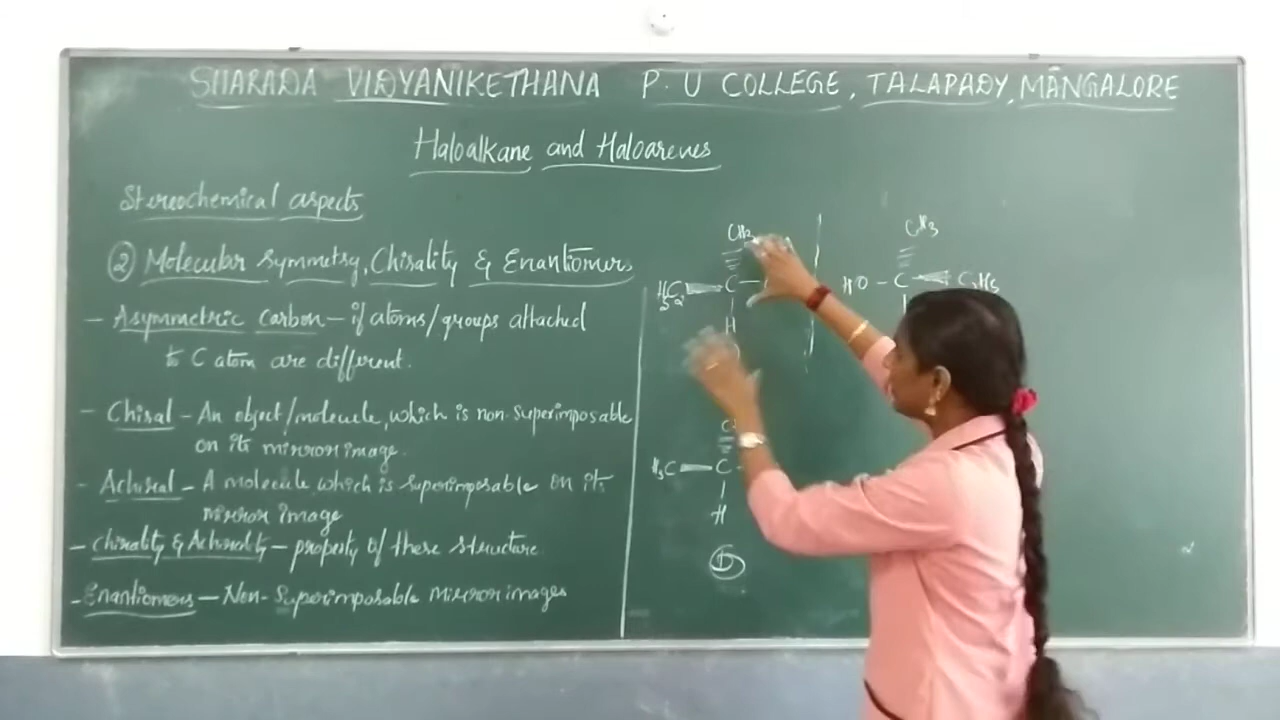 SHARADA VIDYANIKETHANA P.U COLLEGE, TALAPADY, MANGALORE
Haloalkane and Haloarenes
Stereochemical aspects
② Molecular Symmetry, Chirality & Enantiomers
- Asymmetric Carbon - if atoms/groups attached
to C atom are different.
- Chiral - An object/molecule, which is non-superimposable
on its mirror image.
- Achiral - A molecule which is superimposable on its
mirror image
- Chirality & Achirality - property of these structure
- Enantiomers - Non-Superimposable mirror images
CH3
C
H
CH3
HO - C C2H5
H3C C
H
①